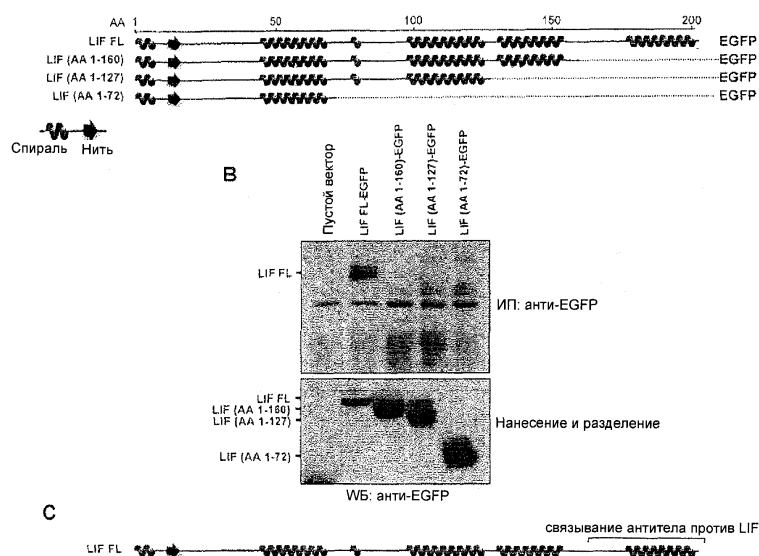 AA 1 50 100 150 200
LIF FL EGFP
LIF (AA 1-160) EGFP
LIF (AA 1-127) EGFP
LIF (AA 1-72) EGFP
Спираль Нить
B
Пустой вектор
LIF FL-EGFP
LIF (AA 1-160)-EGFP
LIF (AA 1-127)-EGFP
LIF (AA 1-72)-EGFP
LIF FL
ИП: анти-EGFP
LIF FL
LIF (AA 1-160)
LIF (AA 1-127)
LIF (AA 1-72)
Нанесение и разделение
WБ: анти-EGFP
C
связывание антитела против LIF
LIF FL